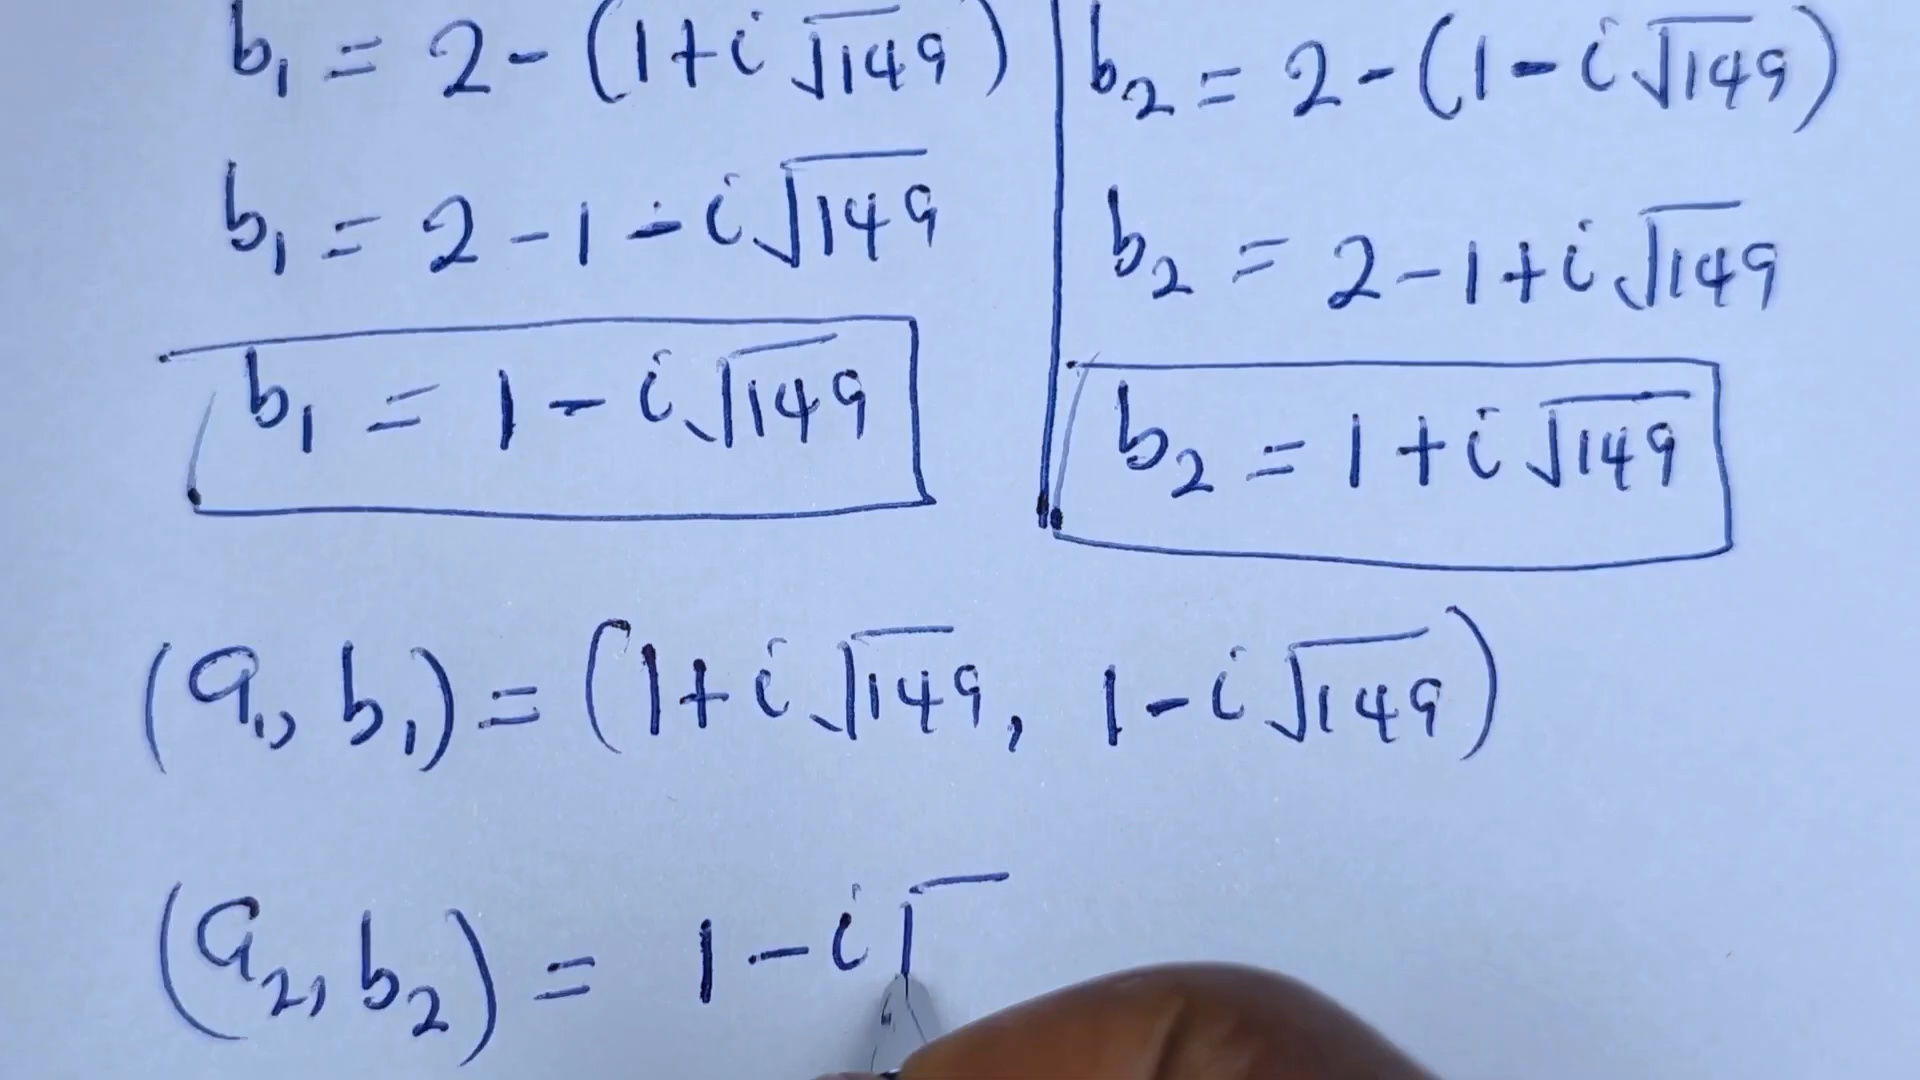 b₁ = 2 - (1 + i√149)
b₁ = 2 - 1 - i√149
b₁ = 1 - i√149
b₂ = 2 - (1 - i√149)
b₂ = 2 - 1 + i√149
b₂ = 1 + i√149
(a₁, b₁) = (1 + i√149, 1 - i√149)
(a₂, b₂) = 1 - i√